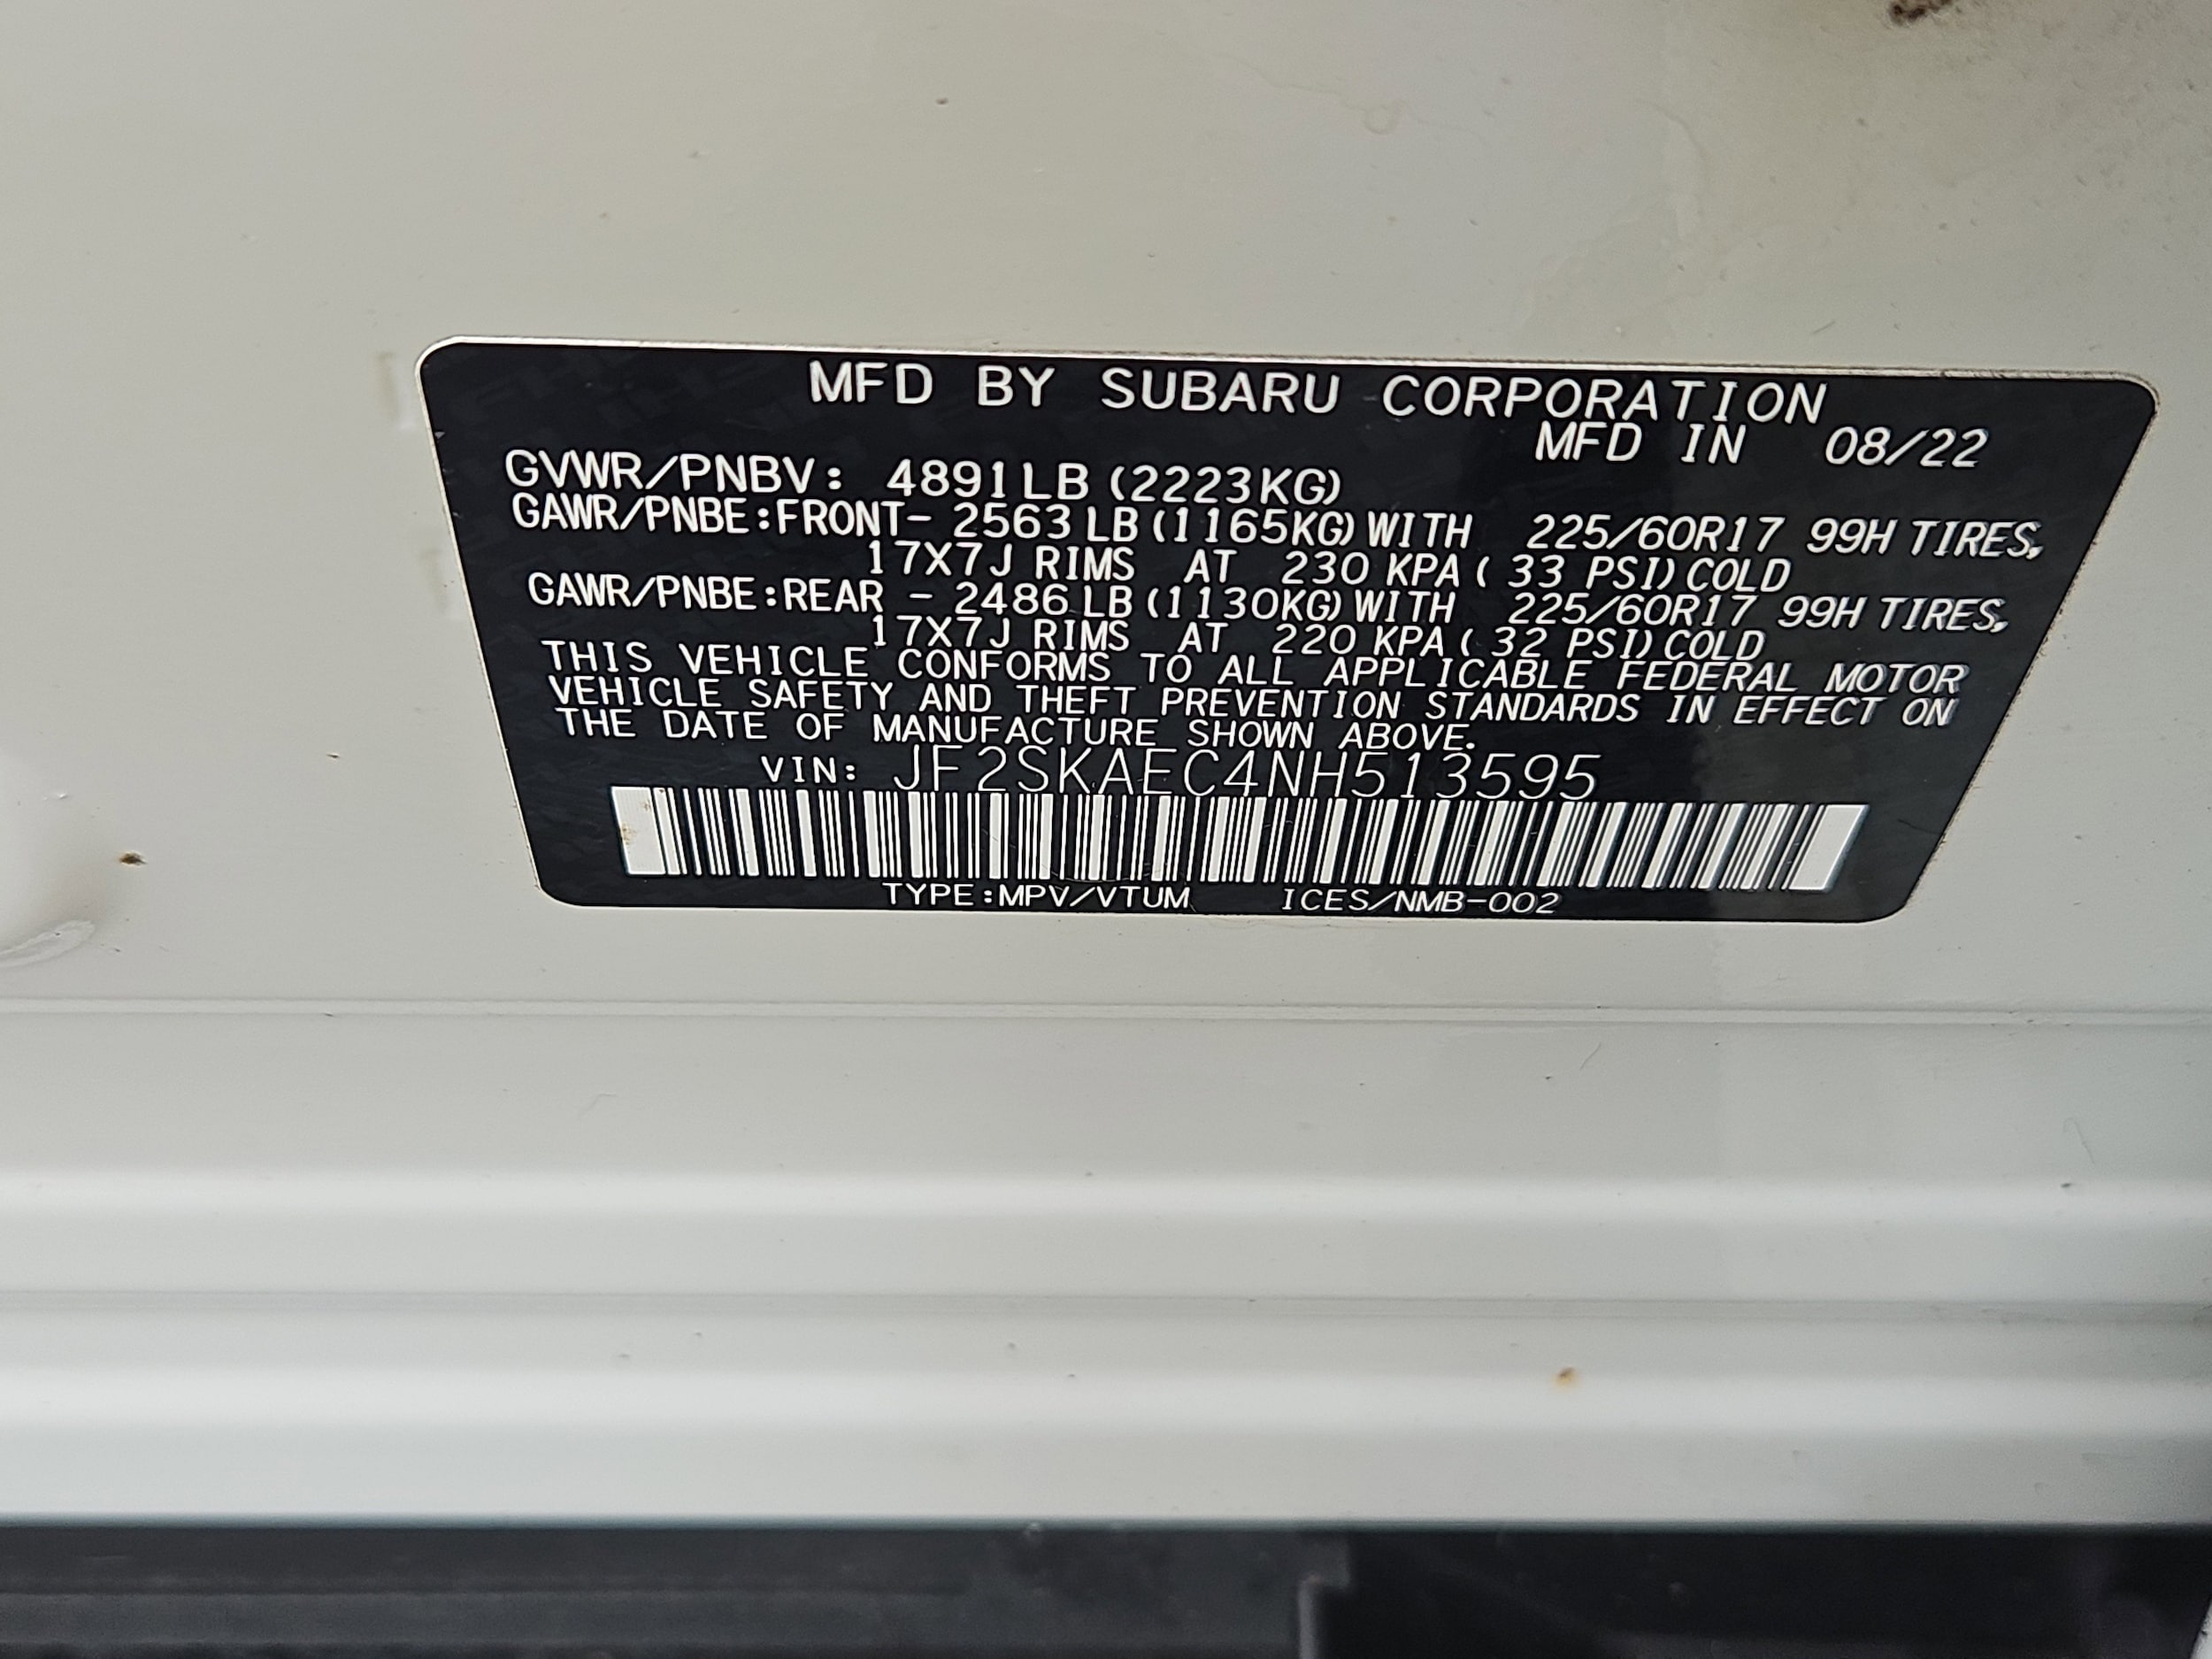 MFD BY SUBARU CORPORATION
MFD IN 08/22
GVWR/PNBV: 4891LB (2223KG)
GAWR/PNBE:FRONT- 2563 LB (1165KG) WITH 225/60R17 99H TIRES,
17X7J RIMS AT 230 KPA ( 33 PSI) COLD
GAWR/PNBE:REAR - 2486 LB (1130KG) WITH 225/60R17 99H TIRES,
17X7J RIMS AT 220 KPA ( 32 PSI) COLD
THIS VEHICLE CONFORMS TO ALL APPLICABLE FEDERAL MOTOR
VEHICLE SAFETY AND THEFT PREVENTION STANDARDS IN EFFECT ON
THE DATE OF MANUFACTURE SHOWN ABOVE.
VIN: JF2SKAEC4NH513595
TYPE:MPV/VTUM ICES/NMB-002